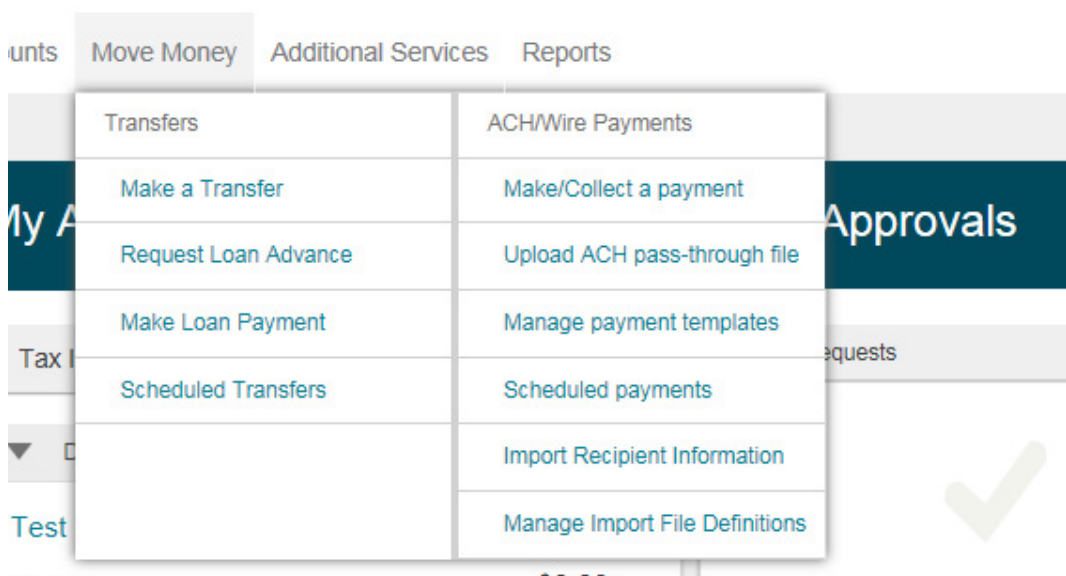 unts Move Money Additional Services Reports
Transfers ACH/Wire Payments
Make a Transfer Make/Collect a payment
My A Approvals
Request Loan Advance Upload ACH pass-through file
Make Loan Payment Manage payment templates
Tax I equests
Scheduled Transfers Scheduled payments
D Import Recipient Information
Test Manage Import File Definitions